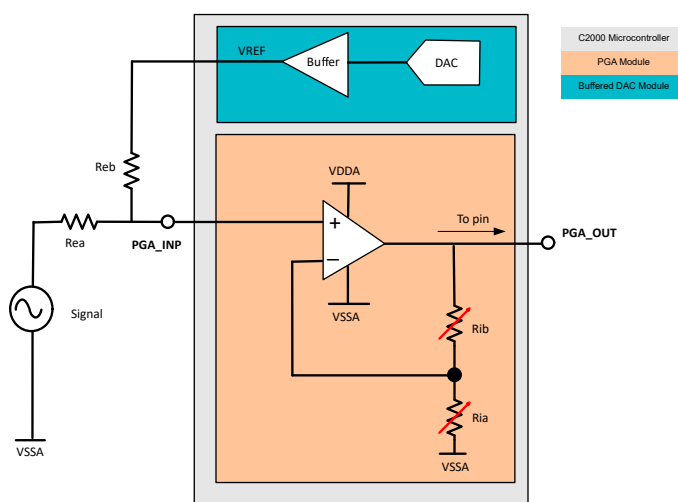 C2000 Microcontroller
PGA Module
Buffered DAC Module
VREF
Buffer
DAC
Reb
VDDA
Rea
PGA_INP
+
−
To pin
PGA_OUT
Signal
VSSA
Rib
Ria
VSSA
VSSA